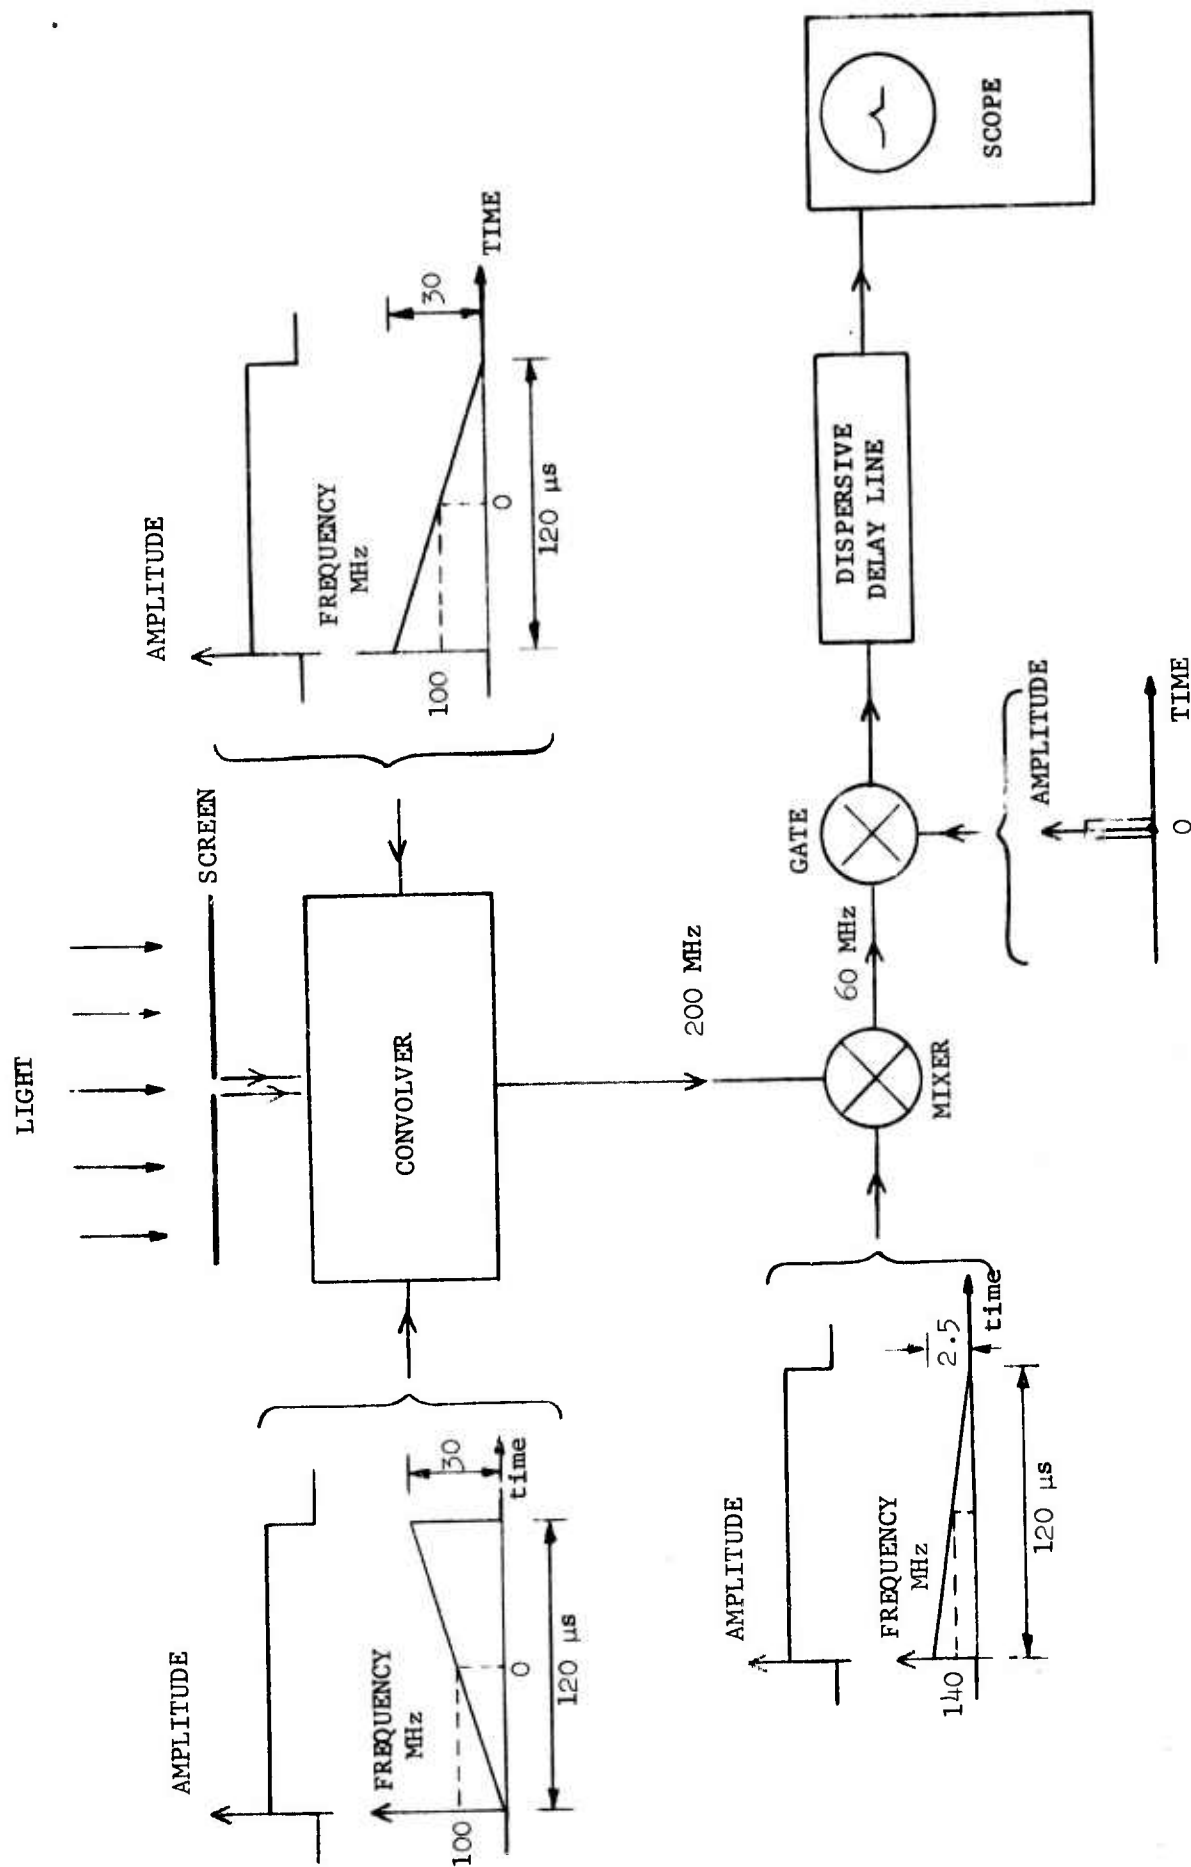 LIGHT
SCREEN
CONVOLVER
AMPLITUDE
FREQUENCY
MHz
100
0
30
time
120 μs
AMPLITUDE
FREQUENCY
MHz
100
0
30
TIME
120 μs
200 MHz
AMPLITUDE
FREQUENCY
MHz
140
2.5
time
120 μs
MIXER
60 MHz
GATE
AMPLITUDE
0
TIME
DISPERSIVE
DELAY LINE
SCOPE